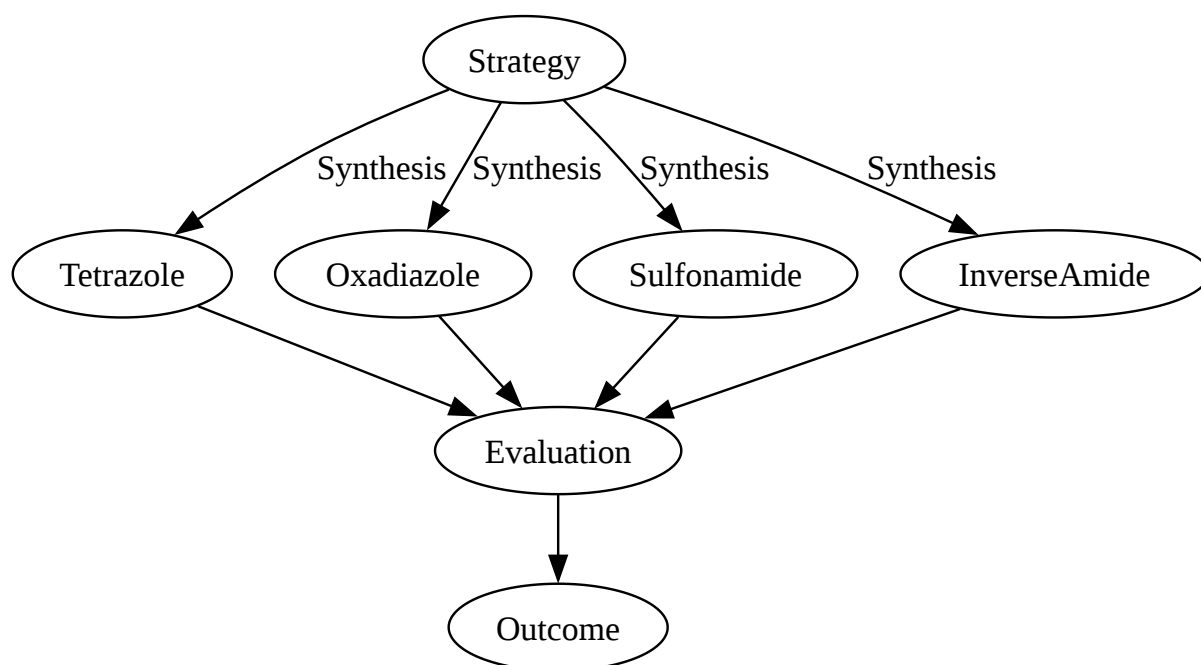 Strategy
Synthesis Synthesis Synthesis Synthesis
Tetrazole Oxadiazole Sulfonamide InverseAmide
Evaluation
Outcome